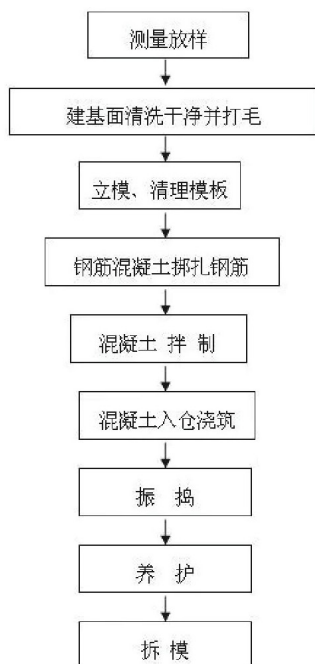 测量放样
建基面清洗干净并打毛
立模、清理模板
钢筋混凝土掷扎钢筋
混凝土 拌 制
混凝土入仓浇筑
振 捣
养 护
拆 模